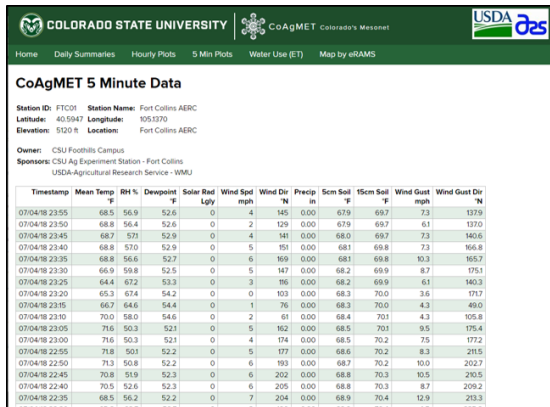 COLORADO STATE UNIVERSITY CoAgMET Colorado's Mesonet USDA ars
Home Daily Summaries Hourly Plots 5 Min Plots Water Use (ET) Map by eRAMS
CoAgMET 5 Minute Data
Station ID: FTC01 Station Name: Fort Collins AERC
Latitude: 40.5947 Longitude: 105.1370
Elevation: 5120 ft Location: Fort Collins AERC
Owner: CSU Foothills Campus
Sponsors: CSU Ag Experiment Station - Fort Collins
USDA-Agricultural Research Service - WMU
Timestamp Mean Temp RH % Dewpoint Solar Rad Wind Spd Wind Dir Precip 5cm Soil 15cm Soil Wind Gust Wind Gust Dir
°F °F Lgly mph °N in °F °F mph °N
07/04/18 23:55 68.5 56.9 52.6 0 4 145 0.00 67.9 69.7 7.3 137.9
07/04/18 23:50 68.8 56.4 52.6 0 2 129 0.00 67.9 69.7 6.1 137.0
07/04/18 23:45 68.7 57.1 52.9 0 4 141 0.00 68.0 69.7 7.3 140.6
07/04/18 23:40 68.8 57.0 52.9 0 5 151 0.00 68.1 69.8 7.3 166.8
07/04/18 23:35 68.8 56.6 52.7 0 6 169 0.00 68.1 69.8 10.3 165.7
07/04/18 23:30 66.9 59.8 52.5 0 5 147 0.00 68.2 69.9 8.7 175.1
07/04/18 23:25 64.4 67.2 53.3 0 3 116 0.00 68.2 69.9 6.1 140.3
07/04/18 23:20 65.3 67.4 54.2 0 0 103 0.00 68.3 70.0 3.6 171.7
07/04/18 23:15 66.7 64.6 54.4 0 1 76 0.00 68.3 70.0 4.3 49.0
07/04/18 23:10 70.0 58.0 54.6 0 2 61 0.00 68.4 70.1 4.3 105.8
07/04/18 23:05 71.6 50.3 52.1 0 5 162 0.00 68.5 70.1 9.5 175.4
07/04/18 23:00 71.6 50.3 52.1 0 4 174 0.00 68.5 70.2 7.5 177.2
07/04/18 22:55 71.8 50.1 52.2 0 5 177 0.00 68.6 70.2 8.3 211.5
07/04/18 22:50 71.3 50.8 52.2 0 6 193 0.00 68.7 70.2 10.0 202.7
07/04/18 22:45 70.8 51.9 52.3 0 6 202 0.00 68.8 70.3 10.5 210.5
07/04/18 22:40 70.5 52.6 52.3 0 6 205 0.00 68.8 70.3 8.7 209.2
07/04/18 22:35 68.5 56.2 52.2 0 7 204 0.00 68.9 70.4 12.9 213.3